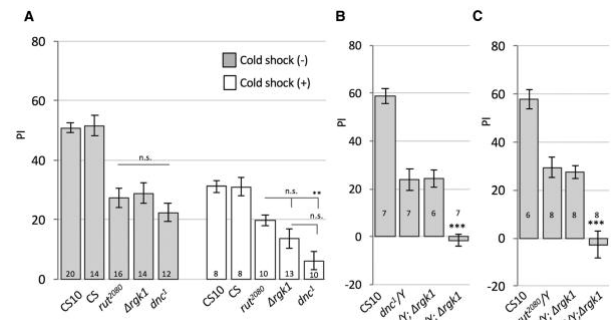 A
80
60
40
20
0
PI
Cold shock (-)
Cold shock (+)
n.s.
n.s.
**
n.s.
20
14
16
14
12
8
8
10
13
10
CS10
CS
rut²⁰⁸⁰
Δrgk1
dnc¹
CS10
CS
rut²⁰⁸⁰
Δrgk1
dnc¹
B
80
60
40
20
0
-20
PI
7
7
6
7
***
CS10
dnc¹/Y
/Y; Δrgk1
Y; Δrgk1
C
80
60
40
20
0
-20
PI
6
8
8
8
***
CS10
rut²⁰⁸⁰/Y
/Y; Δrgk1
/Y;Δrgk1